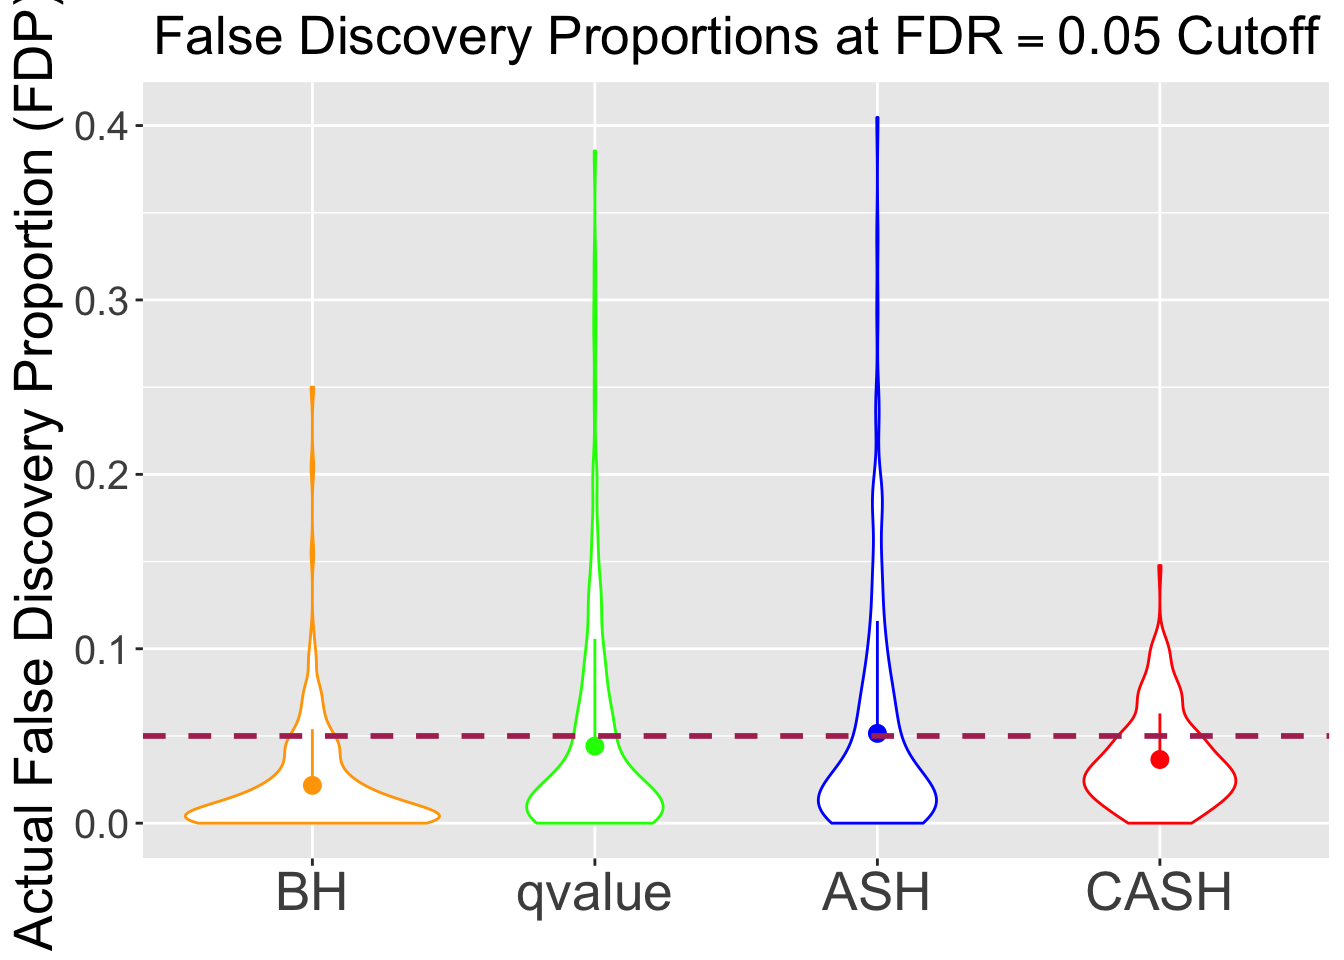 False Discovery Proportions at FDR = 0.05 Cutoff
Actual False Discovery Proportion (FDP)
0.4
0.3
0.2
0.1
0.0
BH qvalue ASH CASH